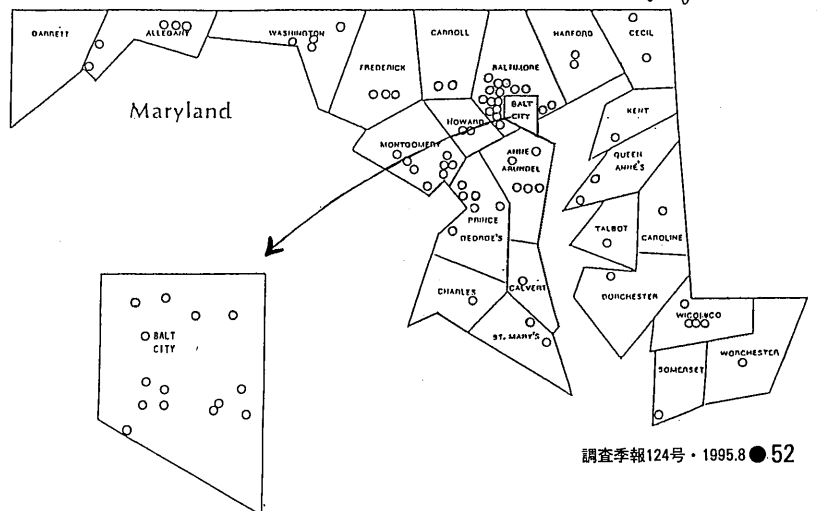 GARRETT
ALLEGANY
WASHINGTON
FREDERICK
CARROLL
BALTIMORE
HARFORD
CECIL
Maryland
HOWARD
BALT
CITY
KENT
MONTGOMERY
ANNE
ARUNDEL
QUEEN
ANNE'S
PRINCE
GEORGE'S
TALBOT
CAROLINE
CHARLES
CALVERT
DORCHESTER
ST. MARY'S
WICOMICO
SOMERSET
WORCHESTER
BALT
CITY
調査季報124号・1995.8●52